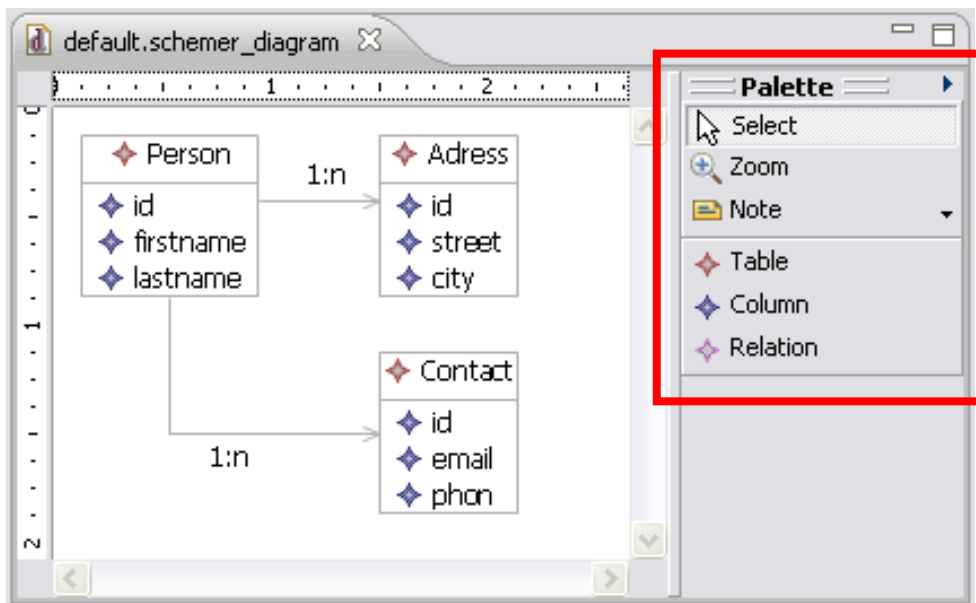 default.schemer_diagram
1 2
Palette
Select
Zoom
Note
Table
Column
Relation
0
1
2
Person
id
firstname
lastname
1:n
Adress
id
street
city
1:n
Contact
id
email
phon